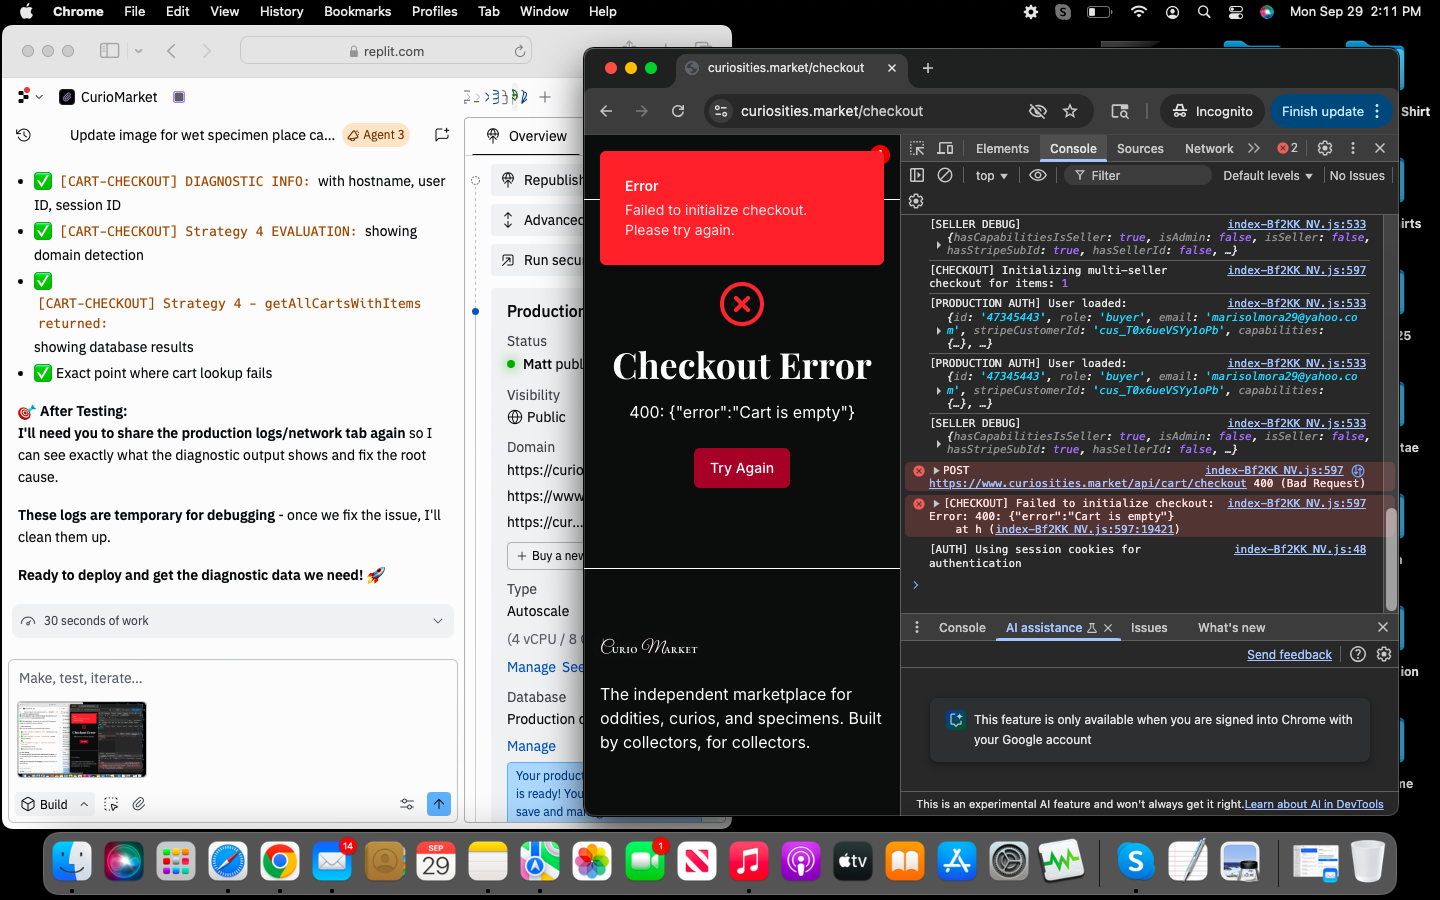 Chrome File Edit View History Bookmarks Profiles Tab Window Help
Mon Sep 29 2:11 PM
replit.com
CurioMarket
Update image for wet specimen place ca...
Agent 3
[CART-CHECKOUT] DIAGNOSTIC INFO: with hostname, user
ID, session ID
[CART-CHECKOUT] Strategy 4 EVALUATION: showing
domain detection
[CART-CHECKOUT] Strategy 4 - getAllCartsWithItems
returned:
showing database results
Exact point where cart lookup fails
After Testing:
I'll need you to share the production logs/network tab again so I
can see exactly what the diagnostic output shows and fix the root
cause.
These logs are temporary for debugging - once we fix the issue, I'll
clean them up.
Ready to deploy and get the diagnostic data we need!
30 seconds of work
Make, test, iterate...
Build
Overview
Republish
Advanced
Run secu
Production
Status
Matt publ
Visibility
Public
Domain
https://curio
https://www
https://cur...
+ Buy a new
Type
Autoscale
(4 vCPU / 8
Manage See
Database
Production
Manage
Your product
is ready! You
save and man
curiosities.market/checkout
curiosities.market/checkout
Incognito
Finish update
Error
Failed to initialize checkout.
Please try again.
Checkout Error
400: {"error":"Cart is empty"}
Try Again
Curio Market
The independent marketplace for
oddities, curios, and specimens. Built
by collectors, for collectors.
Elements Console Sources Network 2
top Filter Default levels No Issues
[SELLER DEBUG] index-Bf2KK_NV.js:533
{hasCapabilitiesIsSeller: true, isAdmin: false, isSeller: false,
hasStripeSubId: true, hasSellerId: false, …}
[CHECKOUT] Initializing multi-seller index-Bf2KK_NV.js:597
checkout for items: 1
[PRODUCTION AUTH] User loaded: index-Bf2KK_NV.js:533
{id: '47345443', role: 'buyer', email: 'marisolmora29@yahoo.co
m', stripeCustomerId: 'cus_T0x6ueVSYy1oPb', capabilities:
{…}, …}
[PRODUCTION AUTH] User loaded: index-Bf2KK_NV.js:533
{id: '47345443', role: 'buyer', email: 'marisolmora29@yahoo.co
m', stripeCustomerId: 'cus_T0x6ueVSYy1oPb', capabilities:
{…}, …}
[SELLER DEBUG] index-Bf2KK_NV.js:533
{hasCapabilitiesIsSeller: true, isAdmin: false, isSeller: false,
hasStripeSubId: true, hasSellerId: false, …}
POST index-Bf2KK_NV.js:597
https://www.curiosities.market/api/cart/checkout 400 (Bad Request)
[CHECKOUT] Failed to initialize checkout: index-Bf2KK_NV.js:597
Error: 400: {"error":"Cart is empty"}
at h (index-Bf2KK_NV.js:597:19421)
[AUTH] Using session cookies for index-Bf2KK_NV.js:48
authentication
Console AI assistance Issues What's new
Send feedback
This feature is only available when you are signed into Chrome with
your Google account
This is an experimental AI feature and won't always get it right. Learn about AI in DevTools
Shirt
irts
25
tae
ion
me
14
SEP
29
1
tv